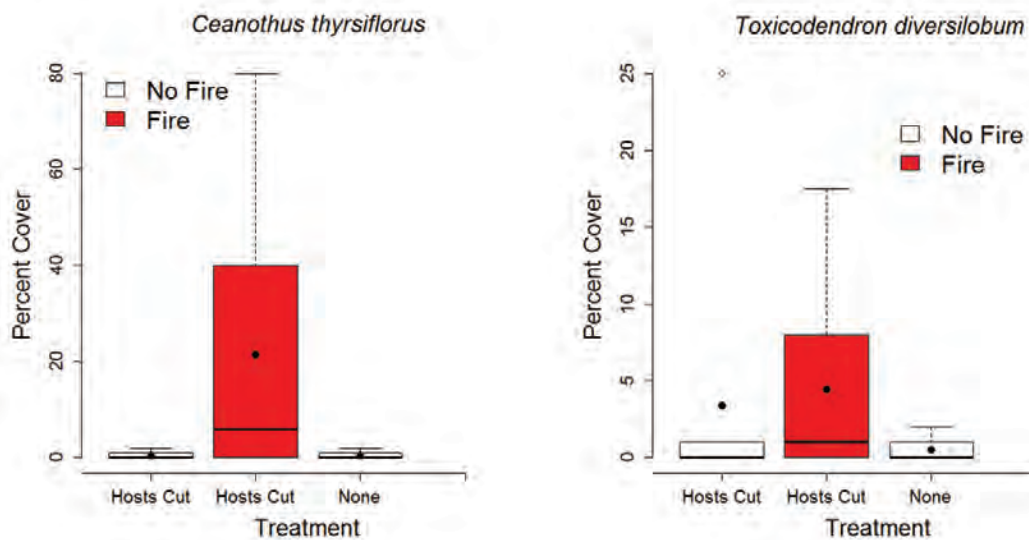 Ceanothus thyrsiflorus
No Fire
Fire
Percent Cover
80
60
40
20
0
Hosts Cut
Hosts Cut
None
Treatment
Toxicodendron diversilobum
No Fire
Fire
Percent Cover
25
20
15
10
5
0
Hosts Cut
Hosts Cut
None
Treatment